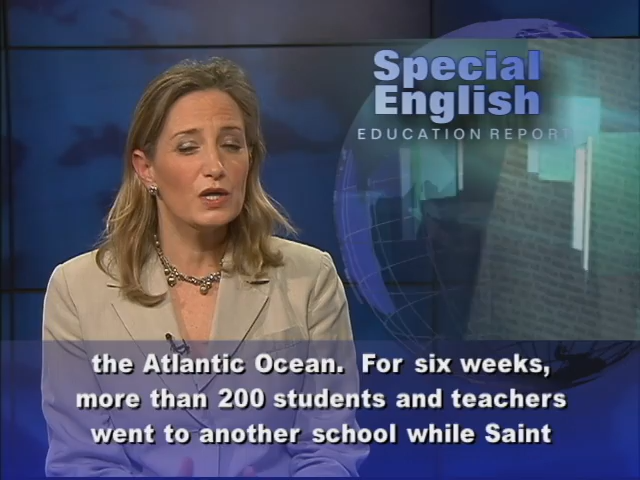 Special
English
EDUCATION REPORT
the Atlantic Ocean. For six weeks,
more than 200 students and teachers
went to another school while Saint